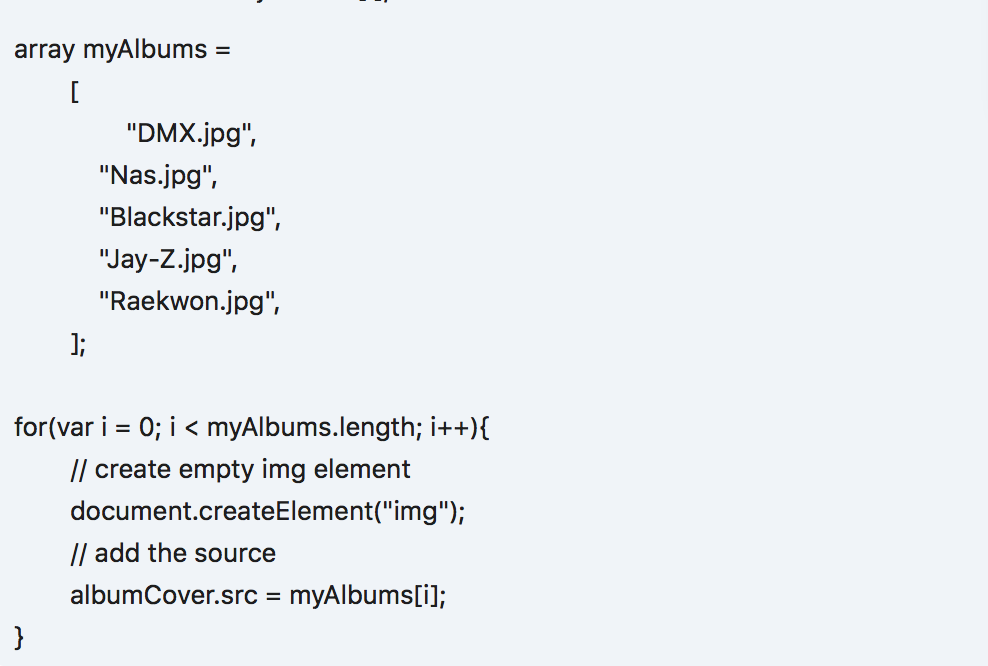 array myAlbums =
[
"DMX.jpg",
"Nas.jpg",
"Blackstar.jpg",
"Jay-Z.jpg",
"Raekwon.jpg",
];
for(var i = 0; i < myAlbums.length; i++){
// create empty img element
document.createElement("img");
// add the source
albumCover.src = myAlbums[i];
}